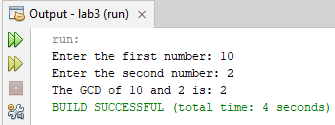 Output - lab3 (run)
run:
Enter the first number: 10
Enter the second number: 2
The GCD of 10 and 2 is: 2
BUILD SUCCESSFUL (total time: 4 seconds)